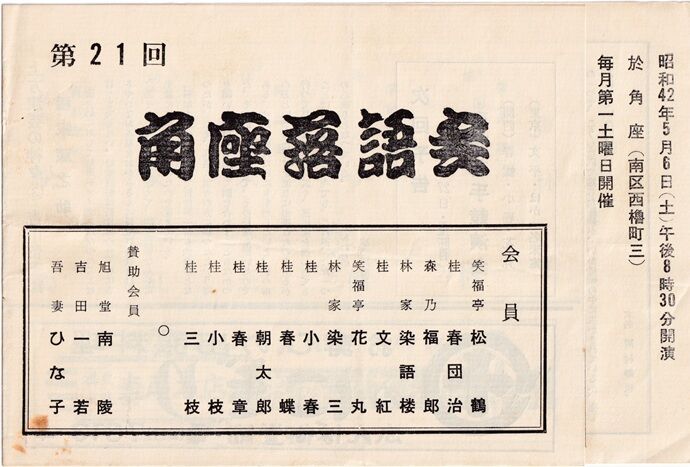 第21回
角座落語会
昭和42年5月6日(土)午後8時30分開演
於 角座(南区西櫓町三)
毎月第一土曜日開催
会員
笑福亭 松鶴
桂 春団治
森乃 福郎
林家 染語楼
桂 文紅
笑福亭 花丸
林家 染三
桂 小春
桂 春蝶
桂 朝太郎
桂 春章
桂 小枝
桂 三枝
○
賛助会員
旭堂 南陵
吉田 一若
吾妻 ひな子